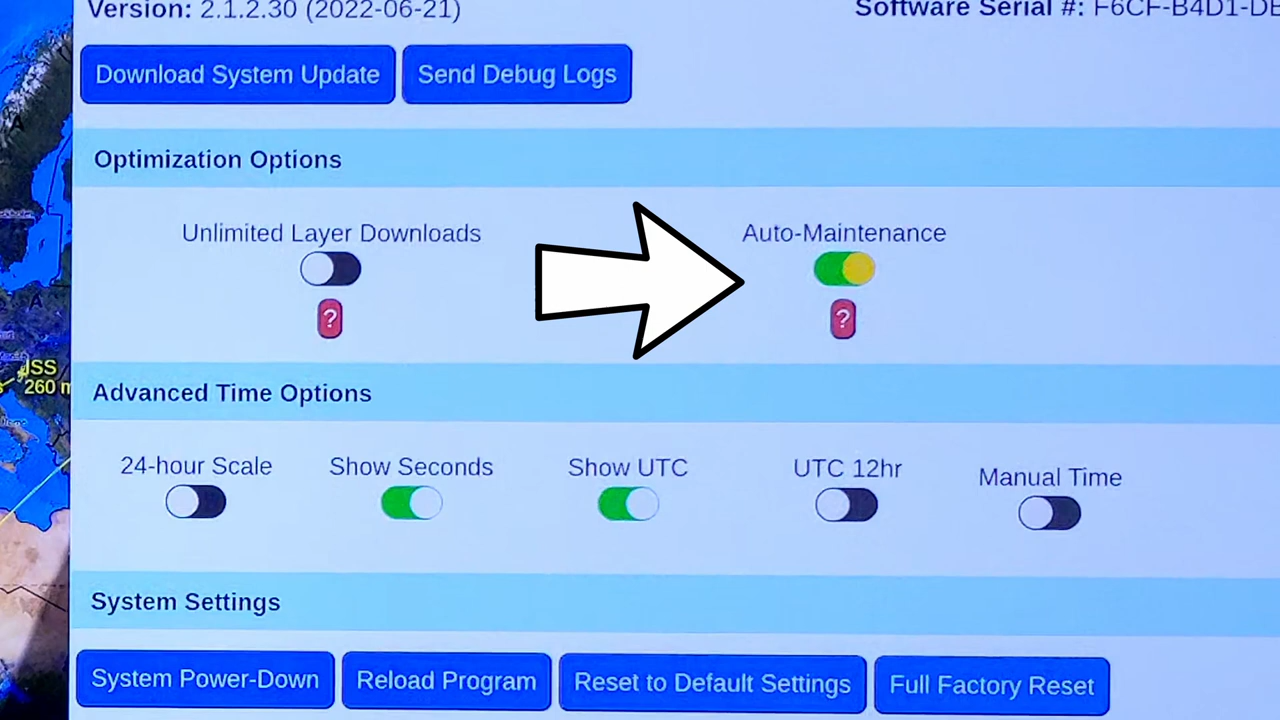 Version: 2.1.2.30 (2022-06-21)
Software Serial #: F6CF-B4D1-DE
Download System Update
Send Debug Logs
Optimization Options
Unlimited Layer Downloads
Auto-Maintenance
?
?
A
A
ISS
260 m
Advanced Time Options
24-hour Scale
Show Seconds
Show UTC
UTC 12hr
Manual Time
System Settings
System Power-Down
Reload Program
Reset to Default Settings
Full Factory Reset